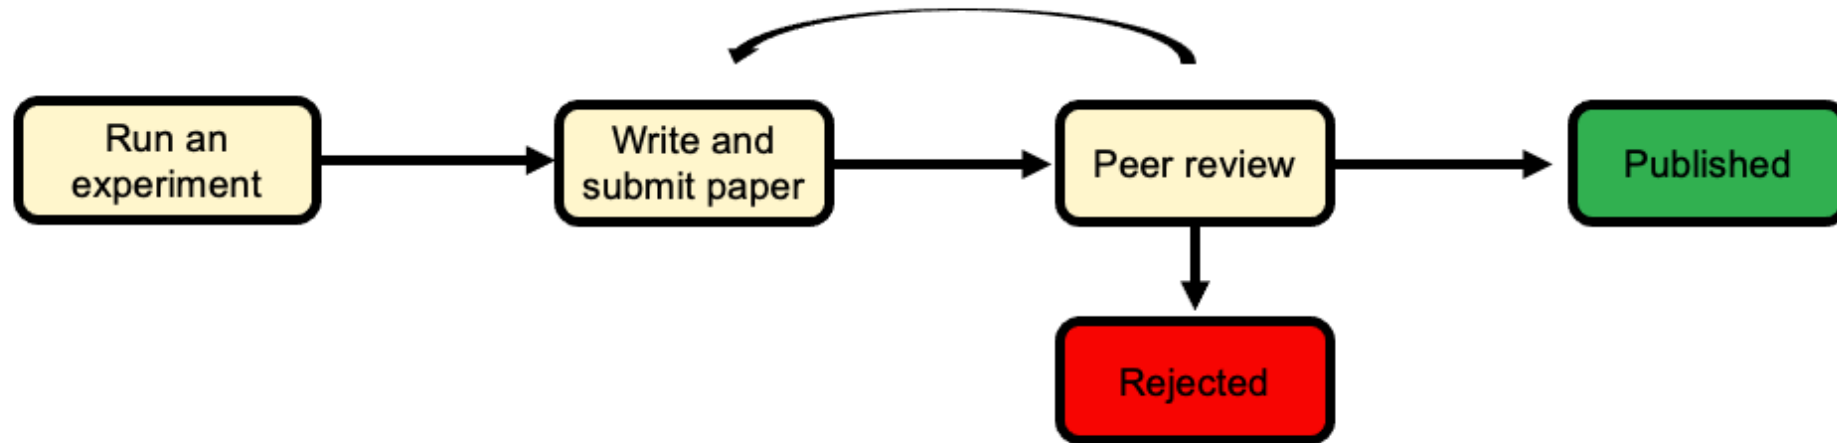 Run an
experiment
Write and
submit paper
Peer review
Published
Rejected